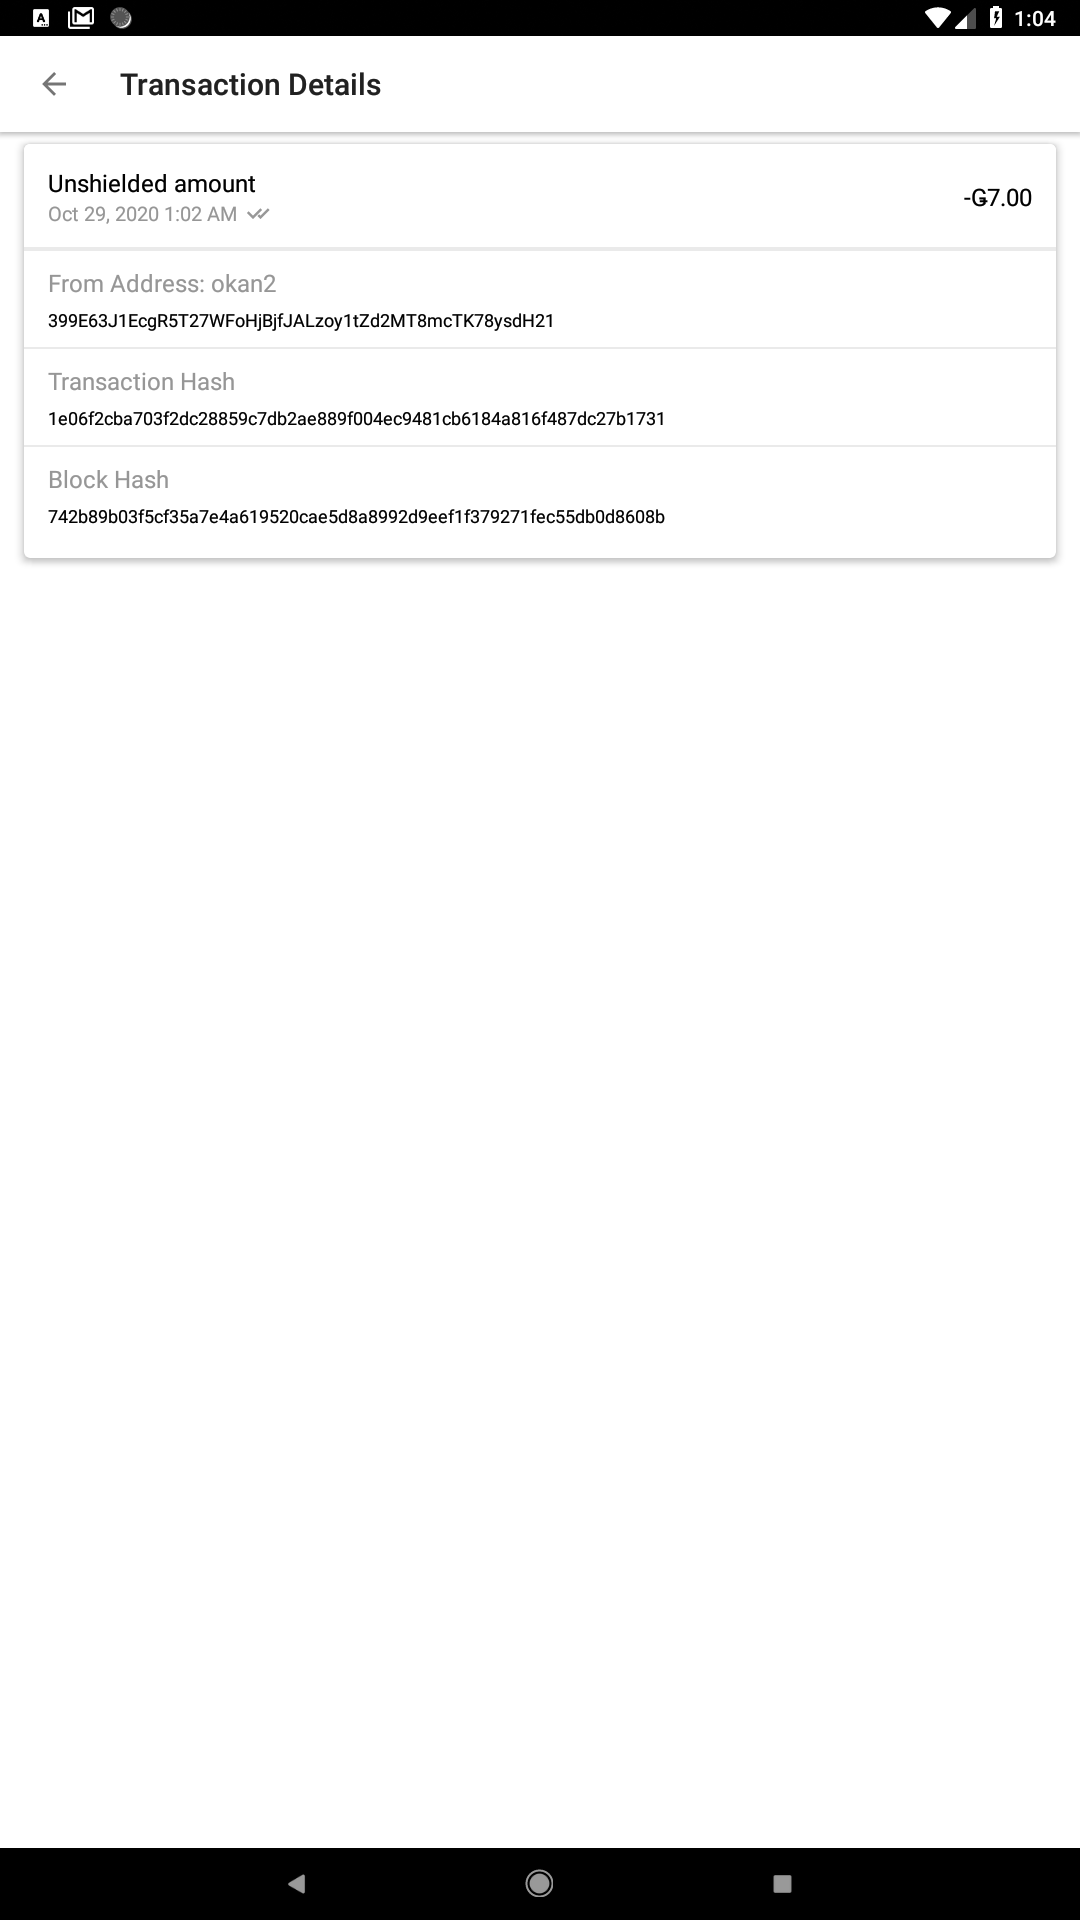 1:04
Transaction Details
Unshielded amount
-Ǥ7.00
Oct 29, 2020 1:02 AM
From Address: okan2
399E63J1EcgR5T27WFoHjBjfJALzoy1tZd2MT8mcTK78ysdH21
Transaction Hash
1e06f2cba703f2dc28859c7db2ae889f004ec9481cb6184a816f487dc27b1731
Block Hash
742b89b03f5cf35a7e4a619520cae5d8a8992d9eef1f379271fec55db0d8608b